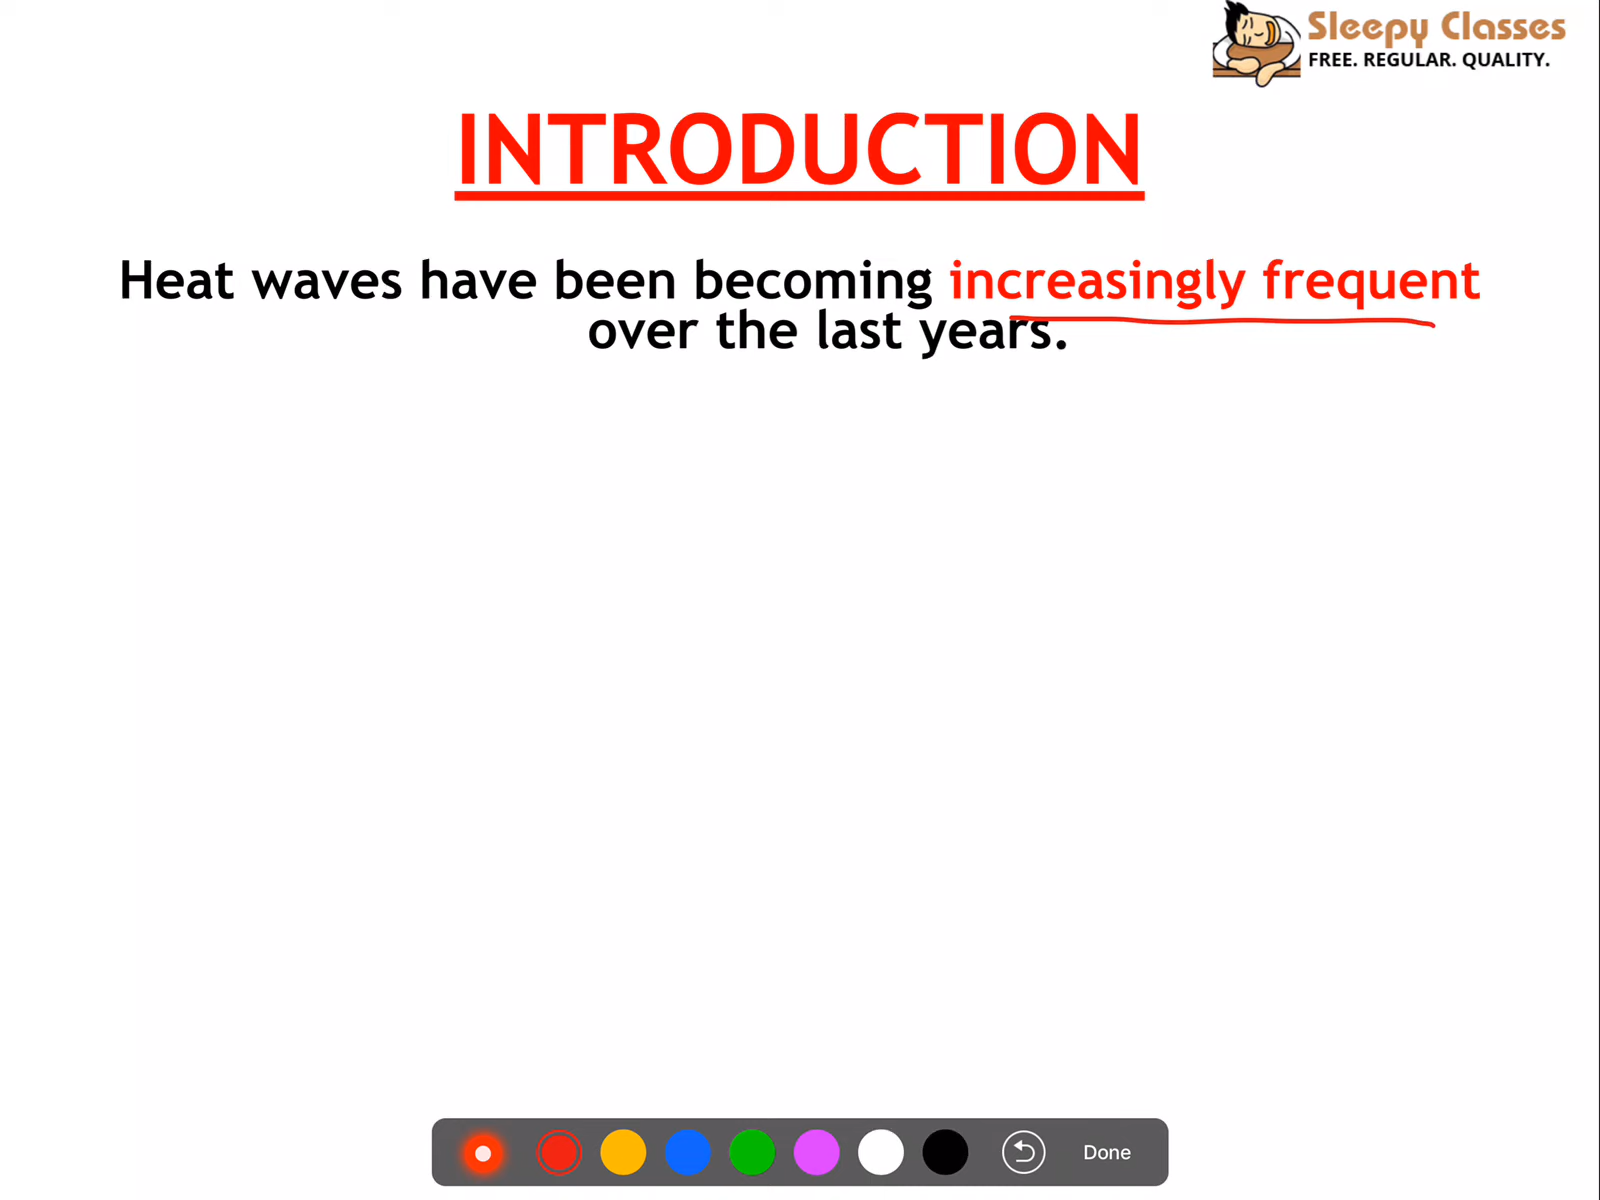 Sleepy Classes
FREE. REGULAR. QUALITY.
INTRODUCTION
Heat waves have been becoming increasingly frequent
over the last years.
Done